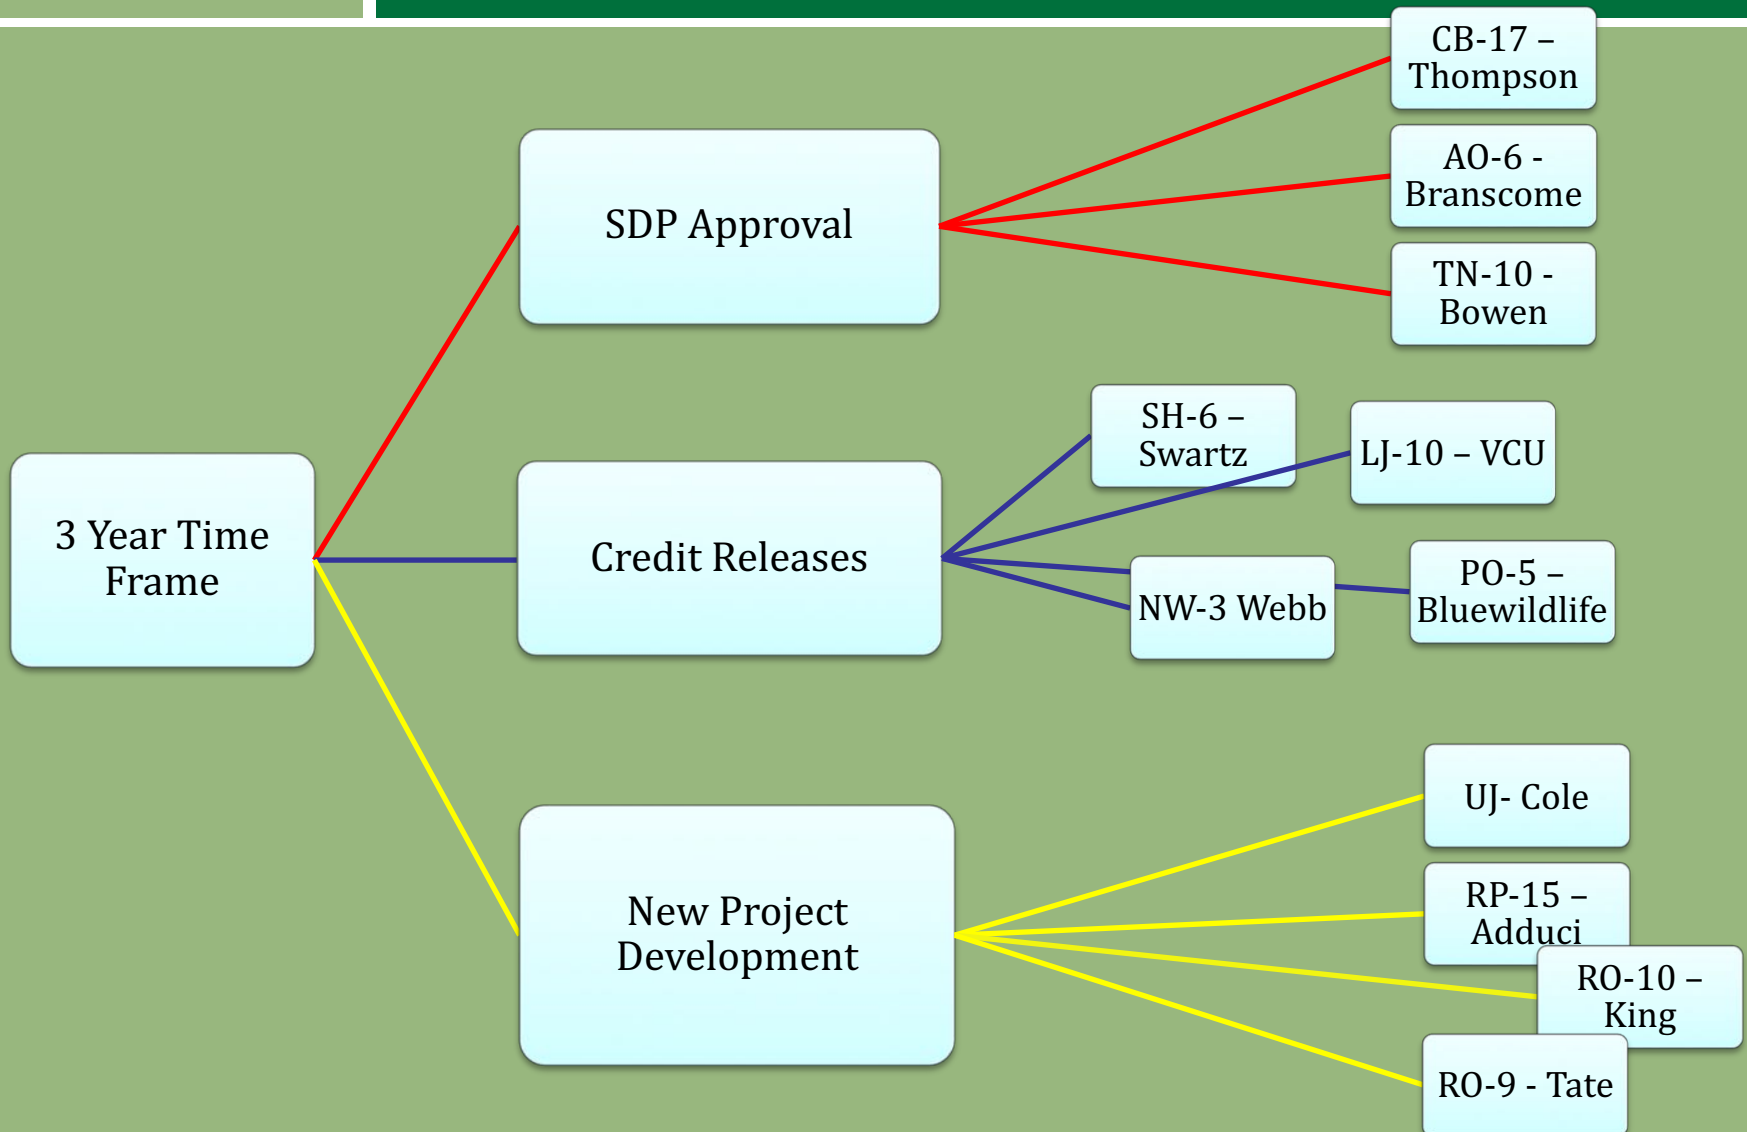 3 Year Time
Frame
SDP Approval
CB-17 –
Thompson
AO-6 -
Branscome
TN-10 -
Bowen
Credit Releases
SH-6 –
Swartz
LJ-10 – VCU
NW-3 Webb
PO-5 –
Bluewildlife
New Project
Development
UJ- Cole
RP-15 –
Adduci
RO-10 –
King
RO-9 - Tate